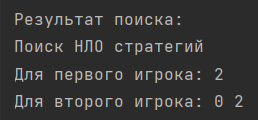 Результат поиска:
Поиск НЛО стратегий
Для первого игрока: 2
Для второго игрока: 0 2